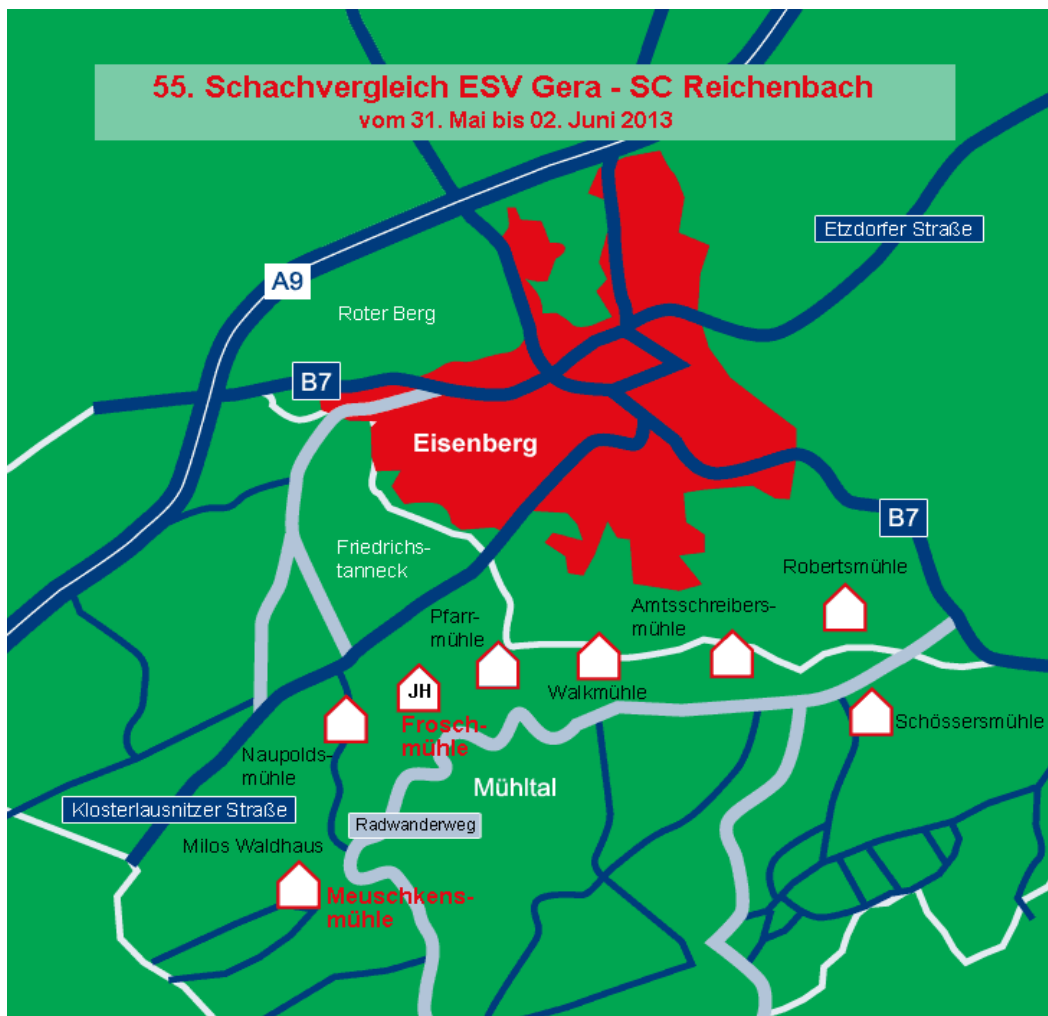 55. Schachvergleich ESV Gera - SC Reichenbach
vom 31. Mai bis 02. Juni 2013
Etzdorfer Straße
A9
Roter Berg
B7
Eisenberg
B7
Friedrichs-
tanneck
Robertsmühle
Pfarr-
mühle
Amtsschreibers-
mühle
JH
Walkmühle
Frosch-
mühle
Schössersmühle
Naupolds-
mühle
Mühltal
Klosterlausnitzer Straße
Radwanderweg
Milos Waldhaus
Meuschkens-
mühle